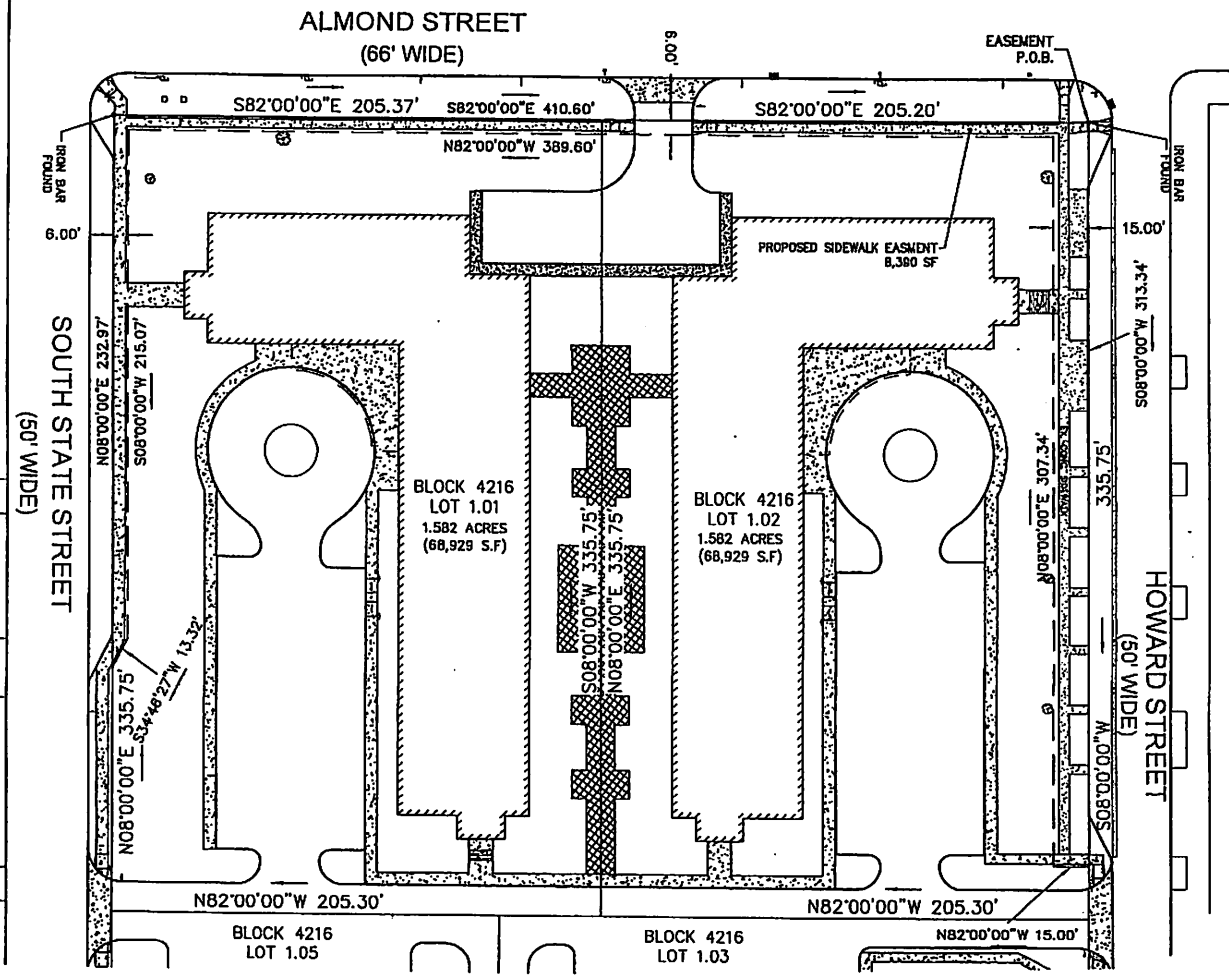 ALMOND STREET
(66' WIDE)
6.00'
EASEMENT
P.O.B.
S82°00'00"E 205.37'
S82°00'00"E 410.60'
S82°00'00"E 205.20'
N82°00'00"W 389.60'
IRON BAR
FOUND
IRON BAR
FOUND
6.00'
15.00'
PROPOSED SIDEWALK EASMENT
8,380 SF
SOUTH STATE STREET
(50' WIDE)
N08°00'00"E 232.97'
S08°00'00"W 215.07'
S08°00'00"W 313.34'
N08°00'00"E 307.34'
335.75'
S08°00'00"W
HOWARD STREET
(50' WIDE)
BLOCK 4216
LOT 1.01
1.582 ACRES
(68,929 S.F)
S08°00'00"W 335.75'
N08°00'00"E 335.75'
BLOCK 4216
LOT 1.02
1.582 ACRES
(68,929 S.F)
S34°48'27"W 13.32'
N08°00'00"E 335.75'
N82°00'00"W 205.30'
N82°00'00"W 205.30'
N82°00'00"W 15.00'
BLOCK 4216
LOT 1.05
BLOCK 4216
LOT 1.03